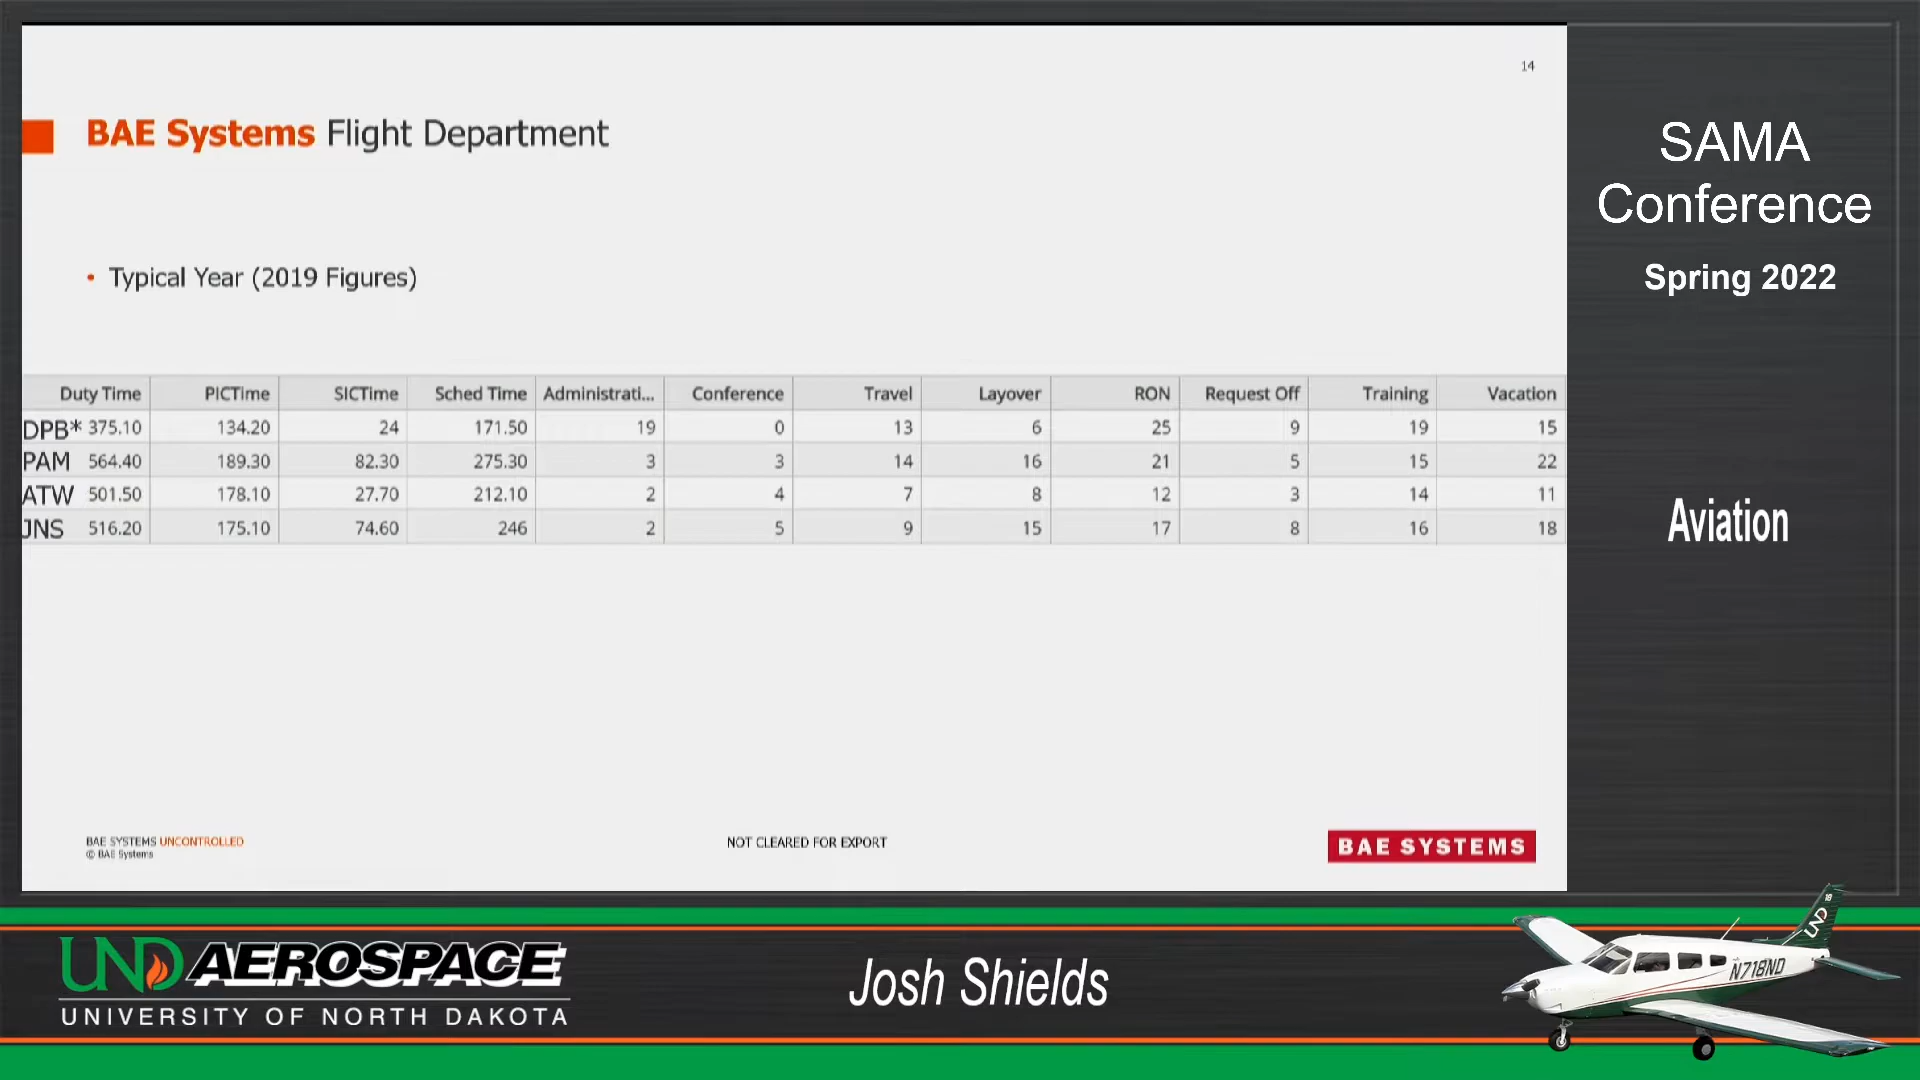 14
BAE Systems Flight Department
• Typical Year (2019 Figures)
Duty Time PICTime SICTime Sched Time Administrati... Conference Travel Layover RON Request Off Training Vacation
DPB* 375.10 134.20 24 171.50 19 0 13 6 25 9 19 15
PAM 564.40 189.30 82.30 275.30 3 3 14 16 21 5 15 22
ATW 501.50 178.10 27.70 212.10 2 4 7 8 12 3 14 11
JNS 516.20 175.10 74.60 246 2 5 9 15 17 8 16 18
BAE SYSTEMS UNCONTROLLED
© BAE Systems
NOT CLEARED FOR EXPORT
BAE SYSTEMS
SAMA
Conference
Spring 2022
Aviation
UND AEROSPACE
UNIVERSITY OF NORTH DAKOTA
Josh Shields
UND
18
N718ND